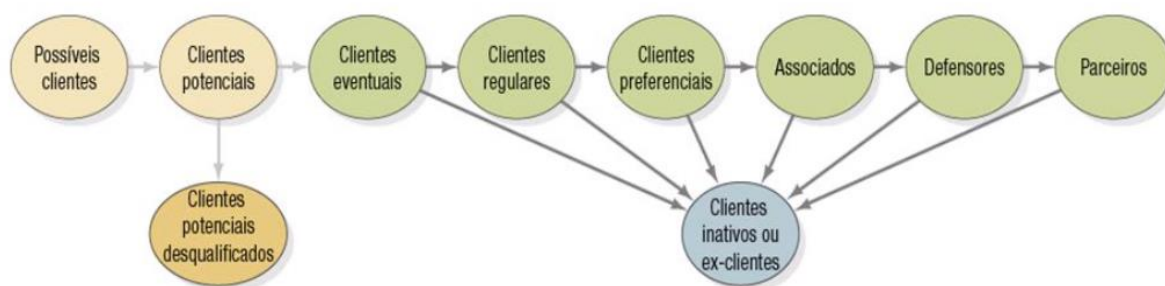 Possíveis
clientes
Clientes
potenciais
Clientes
eventuais
Clientes
regulares
Clientes
preferenciais
Associados
Defensores
Parceiros
Clientes
potenciais
desqualificados
Clientes
inativos ou
ex-clientes